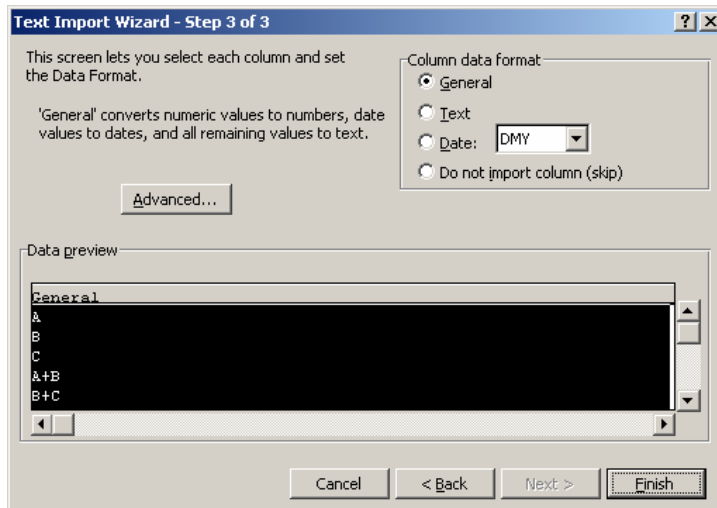 Text Import Wizard - Step 3 of 3
This screen lets you select each column and set
the Data Format.
'General' converts numeric values to numbers, date
values to dates, and all remaining values to text.
Advanced...
Column data format
General
Text
Date: DMY
Do not import column (skip)
Data preview
General
A
B
C
A+B
B+C
Cancel < Back Next > Finish